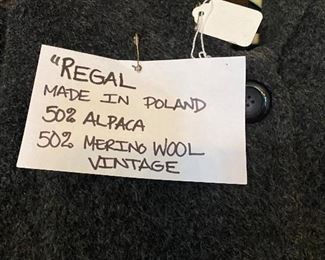 "REGAL
MADE IN POLAND
50% ALPACA
50% MERINO WOOL
VINTAGE